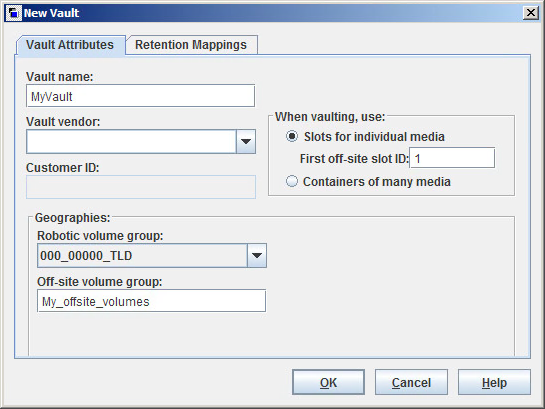 New Vault
Vault Attributes
Retention Mappings
Vault name:
MyVault
Vault vendor:
Customer ID:
When vaulting, use:
Slots for individual media
First off-site slot ID: 1
Containers of many media
Geographies:
Robotic volume group:
000_00000_TLD
Off-site volume group:
My_offsite_volumes
OK
Cancel
Help